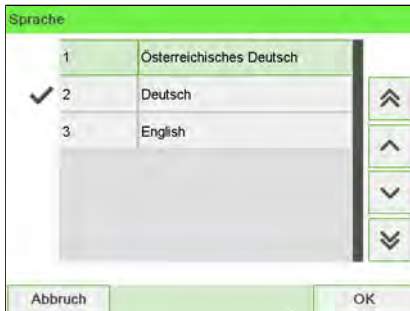 Sprache
1 Österreichisches Deutsch
2 Deutsch
3 English
Abbruch OK